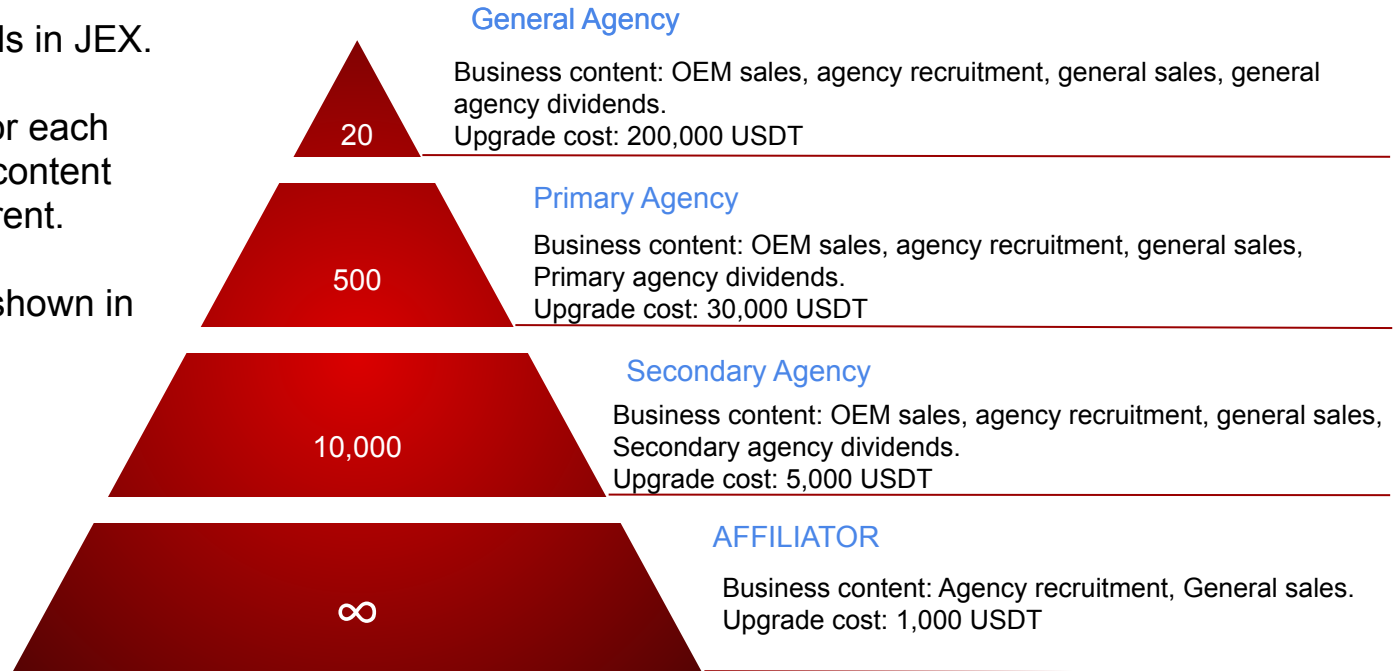 ls in JEX.
or each
content
rent.
shown in
General Agency
Business content: OEM sales, agency recruitment, general sales, general
agency dividends.
Upgrade cost: 200,000 USDT
20
Primary Agency
Business content: OEM sales, agency recruitment, general sales,
Primary agency dividends.
Upgrade cost: 30,000 USDT
500
Secondary Agency
Business content: OEM sales, agency recruitment, general sales,
Secondary agency dividends.
Upgrade cost: 5,000 USDT
10,000
AFFILIATOR
Business content: Agency recruitment, General sales.
Upgrade cost: 1,000 USDT
∞